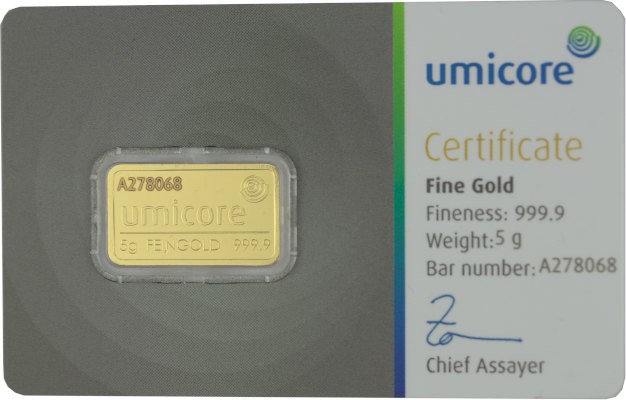 A278068
umicore
5g FEINGOLD 999.9
umicore
Certificate
Fine Gold
Fineness: 999.9
Weight: 5 g
Bar number: A278068
Chief Assayer